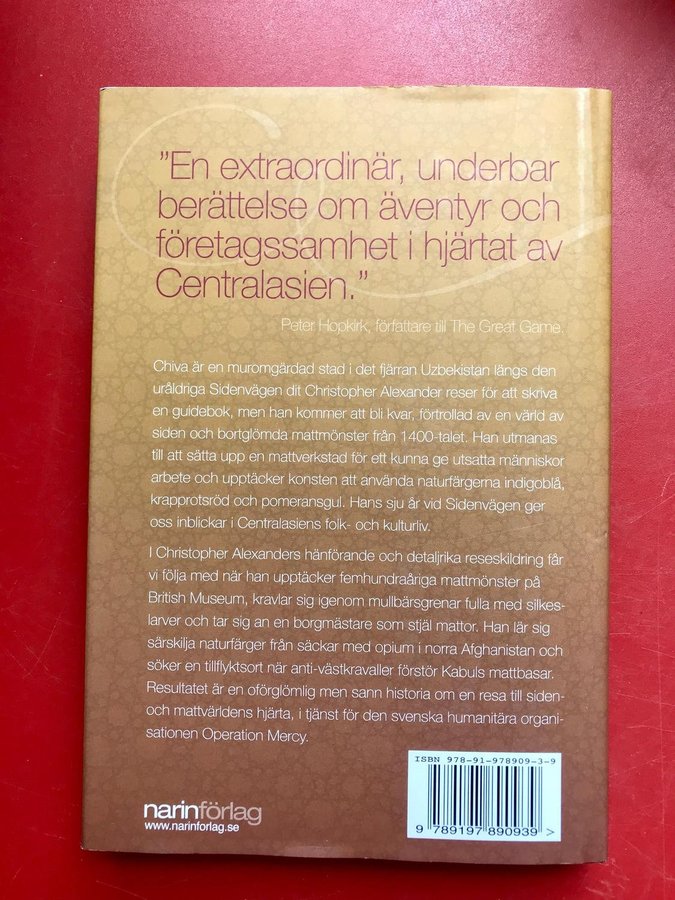 ”En extraordinär, underbar
berättelse om äventyr och
företagssamhet i hjärtat av
Centralasien.”
Peter Hopkirk, författare till The Great Game.
Chiva är en muromgärdad stad i det fjärran Uzbekistan längs den
uråldriga Sidenvägen dit Christopher Alexander reser för att skriva
en guidebok, men han kommer att bli kvar, förtrollad av en värld av
siden och bortglömda mattmönster från 1400-talet. Han utmanas
till att sätta upp en mattverkstad för ett kunna ge utsatta människor
arbete och upptäcker konsten att använda naturfärgerna indigoblå,
krapprotsröd och pomeransgul. Hans sju år vid Sidenvägen ger
oss inblickar i Centralasiens folk- och kulturliv.
I Christopher Alexanders hänförande och detaljrika reseskildring får
vi följa med när han upptäcker femhundraåriga mattmönster på
British Museum, kravlar sig igenom mullbärsgrenar fulla med silkes-
larver och tar sig an en borgmästare som stjäl mattor. Han lär sig
särskilja naturfärger från säckar med opium i norra Afghanistan och
söker en tillflyktsort när anti-västkravaller förstör Kabuls mattbasar.
Resultatet är en oförglömlig men sann historia om en resa till siden-
och mattvärldens hjärta, i tjänst för den svenska humanitära organi-
sationen Operation Mercy.
ISBN 978-91-978909-3-9
9 789197 890939 >
narinförlag
www.narinforlag.se